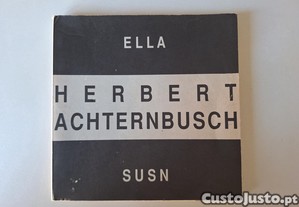 ELLA
HERBERT
ACHTERNBUSCH
SUSN
CustoJusto.pt